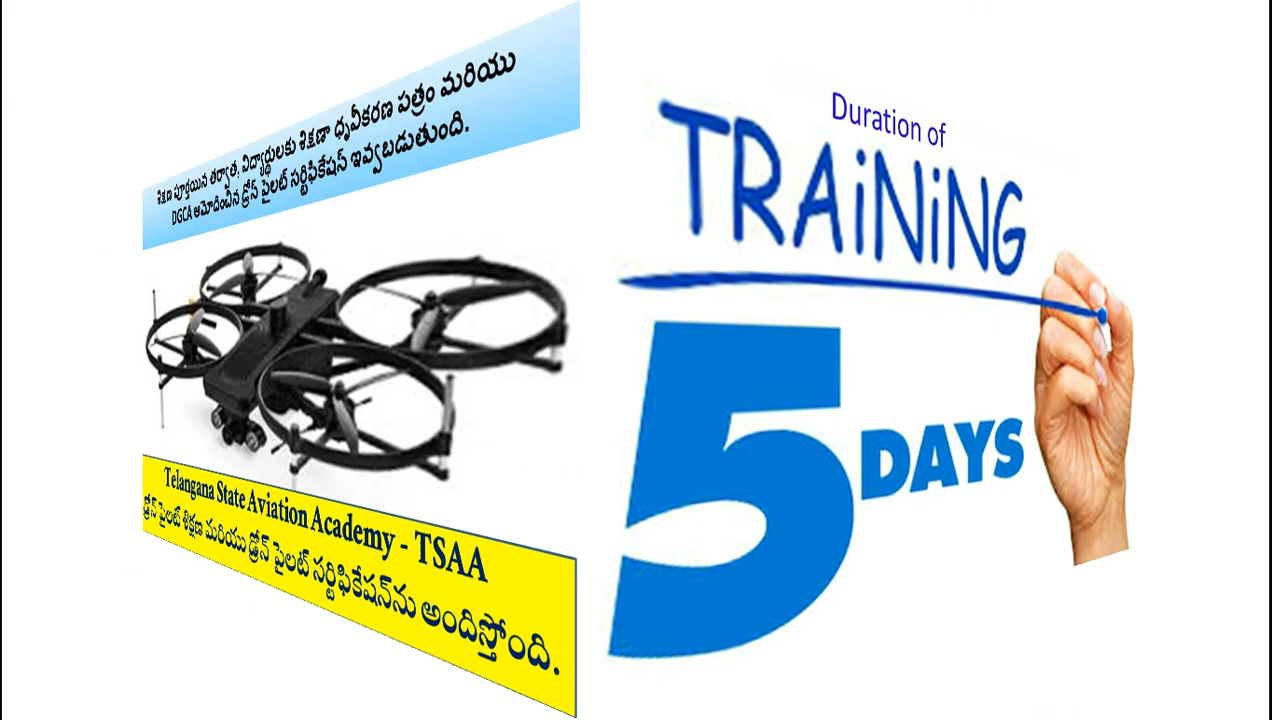 శిక్షణ పూర్తయిన తర్వాత, విద్యార్థులకు శిక్షణా ధృవీకరణ పత్రం మరియు
DGCA ఆమోదించిన డ్రోన్ పైలట్ సర్టిఫికేషన్ ఇవ్వబడుతుంది.
Telangana State Aviation Academy - TSAA
డ్రోన్ పైలట్ శిక్షణ మరియు డ్రోన్ పైలట్ సర్టిఫికేషన్‌ను అందిస్తోంది.
Duration of
TRAiNiNG
5 DAYS